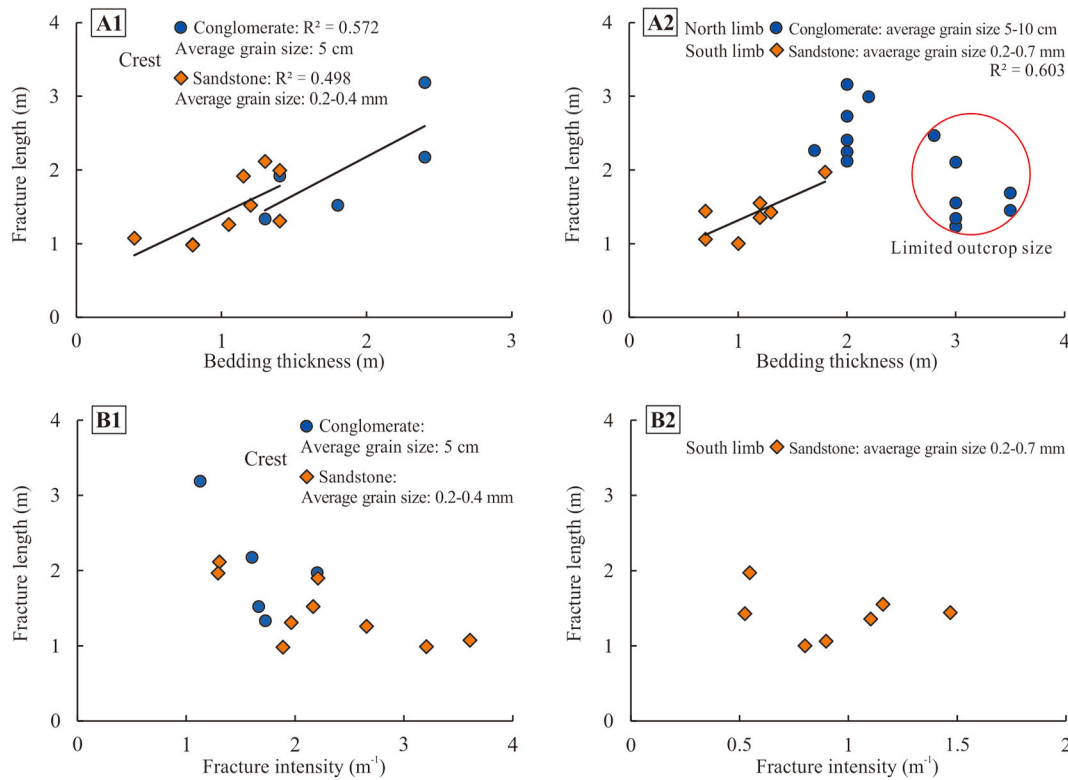 A1
Conglomerate: R² = 0.572
Average grain size: 5 cm
Crest
Sandstone: R² = 0.498
Average grain size: 0.2-0.4 mm
Fracture length (m)
4
3
2
1
0
0
1
2
3
Bedding thickness (m)
A2
North limb Conglomerate: average grain size 5-10 cm
South limb Sandstone: avaerage grain size 0.2-0.7 mm
R² = 0.603
Limited outcrop size
Fracture length (m)
4
3
2
1
0
0
1
2
3
4
Bedding thickness (m)
B1
Conglomerate:
Average grain size: 5 cm
Crest
Sandstone:
Average grain size: 0.2-0.4 mm
Fracture length (m)
4
3
2
1
0
0
1
2
3
4
Fracture intensity (m⁻¹)
B2
South limb Sandstone: avaerage grain size 0.2-0.7 mm
Fracture length (m)
4
3
2
1
0
0
0.5
1
1.5
2
Fracture intensity (m⁻¹)